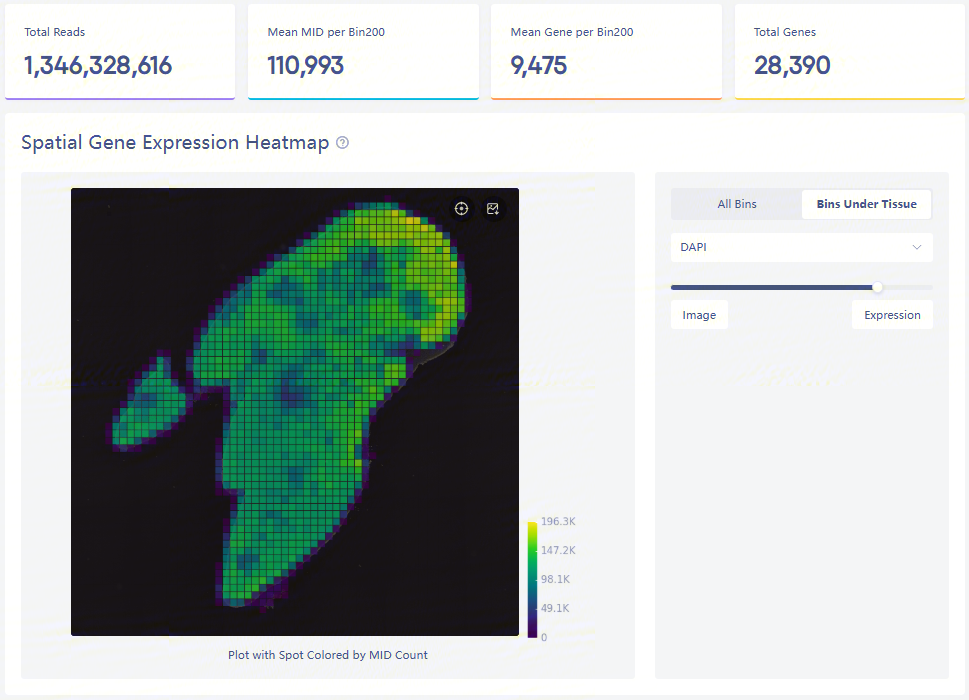 Total Reads
1,346,328,616
Mean MID per Bin200
110,993
Mean Gene per Bin200
9,475
Total Genes
28,390
Spatial Gene Expression Heatmap
196.3K
147.2K
98.1K
49.1K
0
Plot with Spot Colored by MID Count
All Bins
Bins Under Tissue
DAPI
Image
Expression